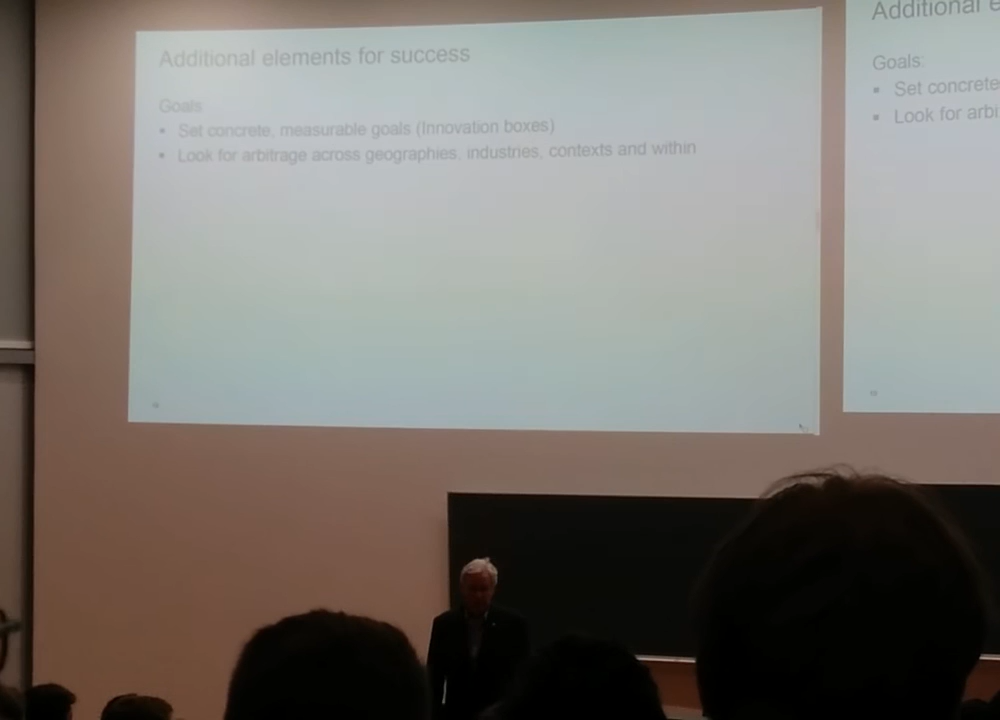 Additional elements for success
Goals:
• Set concrete, measurable goals (Innovation boxes)
• Look for arbitrage across geographies, industries, contexts and within
Additional e
Goals:
• Set concrete
• Look for arbi